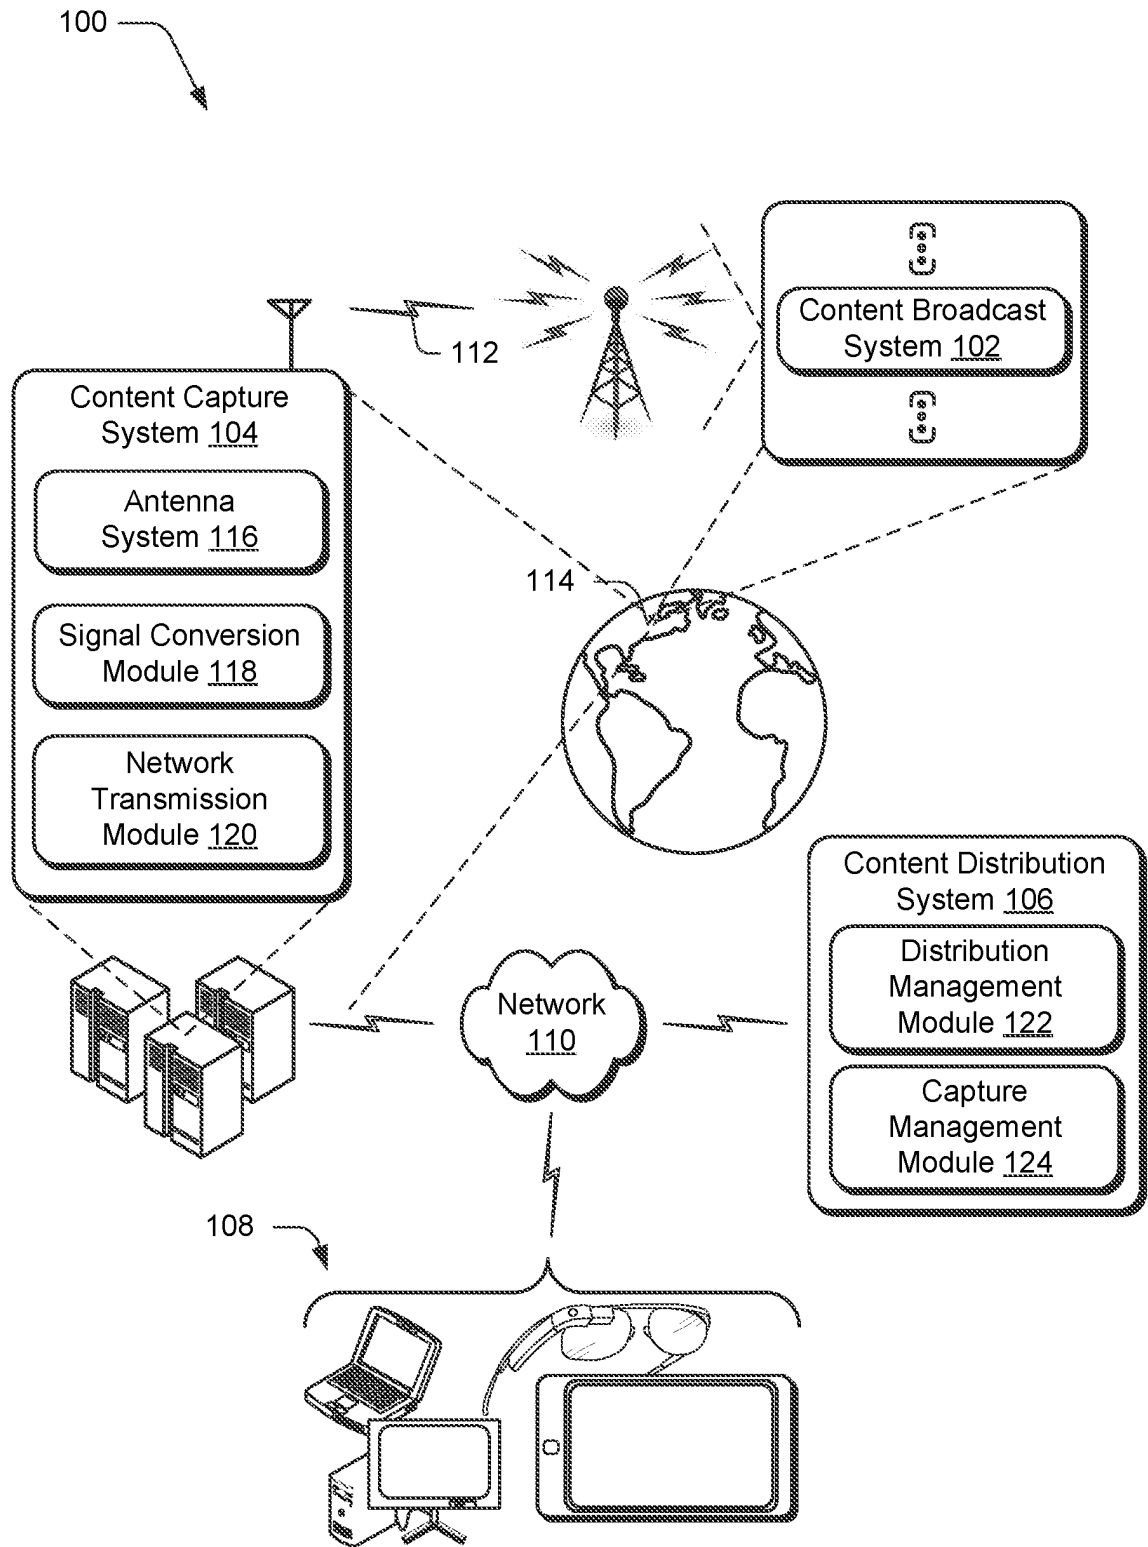 100
112
Content Broadcast
System 102
Content Capture
System 104
Antenna
System 116
Signal Conversion
Module 118
Network
Transmission
Module 120
114
Content Distribution
System 106
Distribution
Management
Module 122
Capture
Management
Module 124
Network
110
108